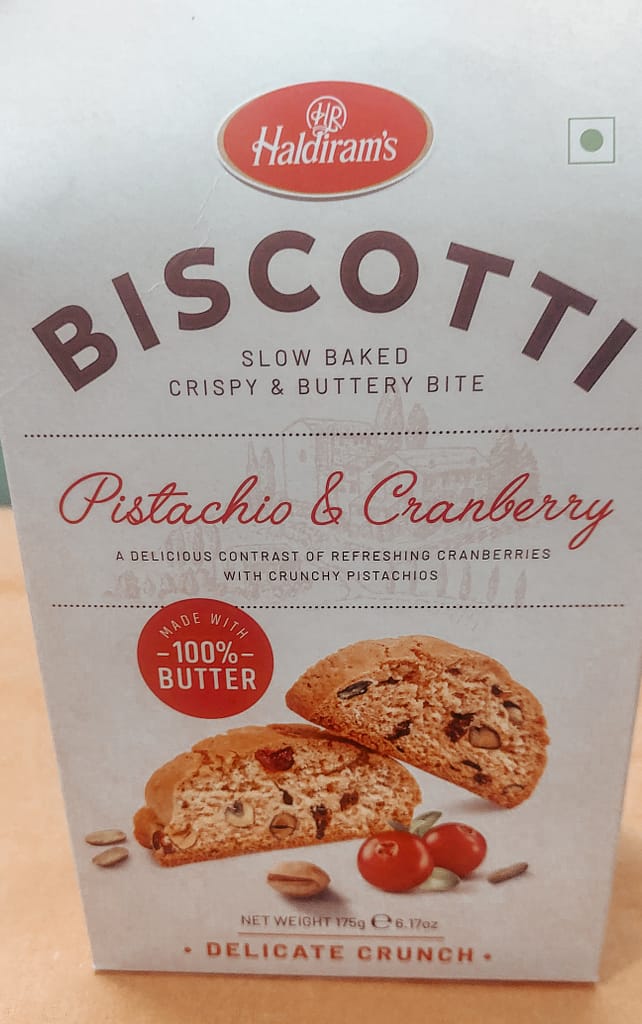 HR
Haldiram's
BISCOTTI
SLOW BAKED
CRISPY & BUTTERY BITE
Pistachio & Cranberry
A DELICIOUS CONTRAST OF REFRESHING CRANBERRIES
WITH CRUNCHY PISTACHIOS
MADE WITH
-100%-
BUTTER
NET WEIGHT 175g ℮ 6.17oz
• DELICATE CRUNCH •